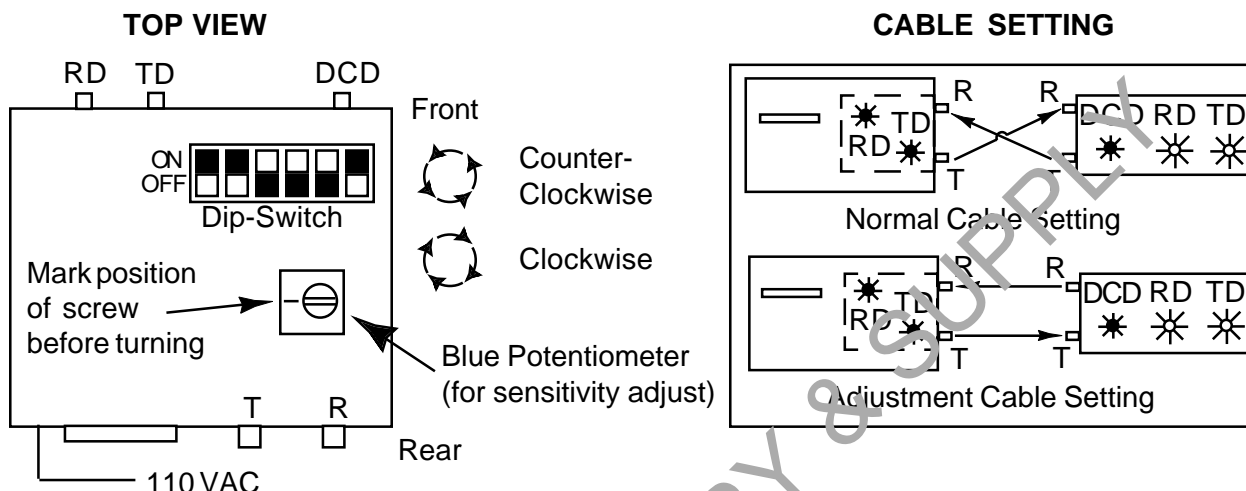 TOP VIEW
RD TD DCD
Front
ON
OFF
Dip-Switch
Counter-
Clockwise
Clockwise
Mark position
of screw
before turning
Blue Potentiometer
(for sensitivity adjust)
T R
Rear
110 VAC
CABLE SETTING
R R
TD DCD RD TD
RD
T T
Normal Cable Setting
R R
TD DCD RD TD
RD
T T
Adjustment Cable Setting
PY & SUPPLY